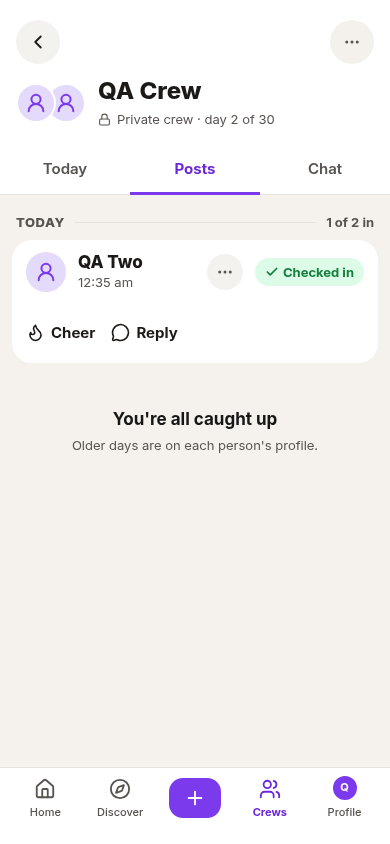 QA Crew
Private crew · day 2 of 30
Today
Posts
Chat
TODAY
1 of 2 in
QA Two
12:35 am
Checked in
Cheer
Reply
You're all caught up
Older days are on each person's profile.
Home
Discover
Crews
Q
Profile